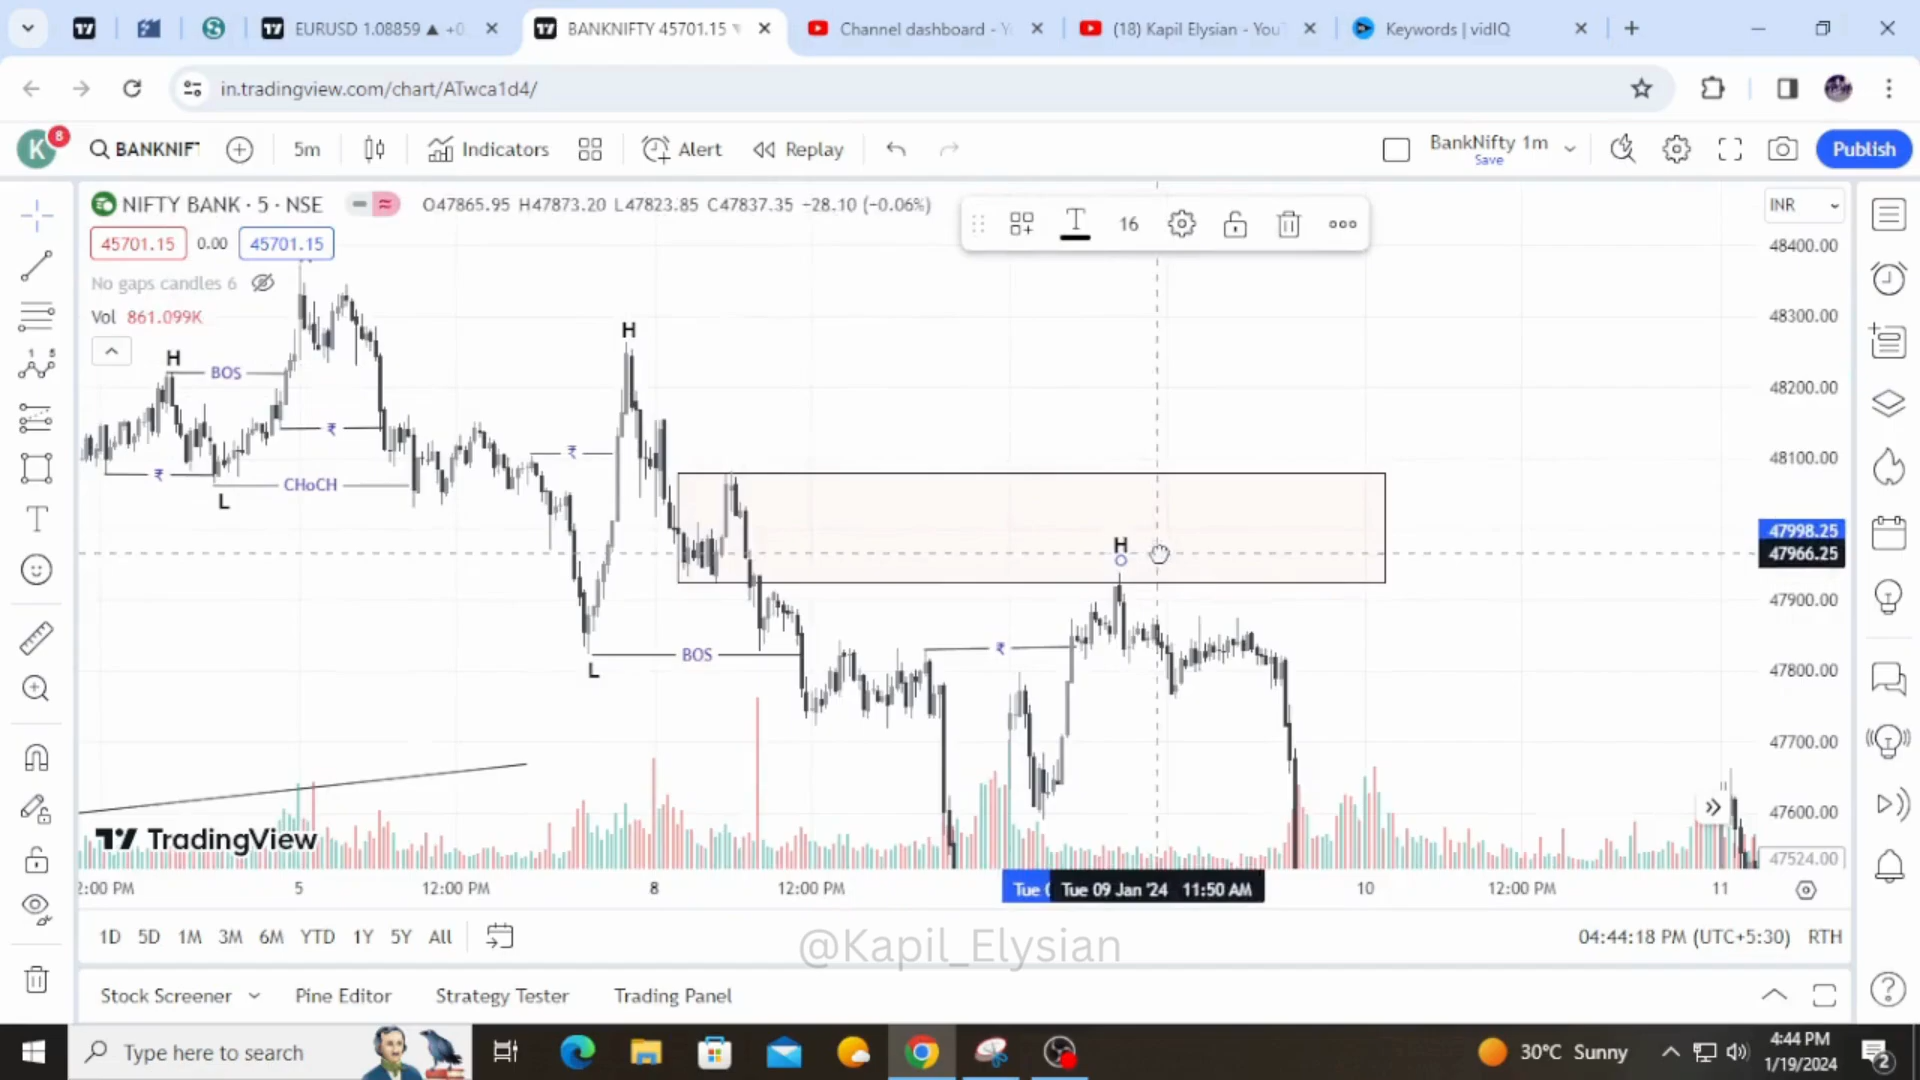 EURUSD 1.08859 ▲ +0
BANKNIFTY 45701.15 ▼
Channel dashboard - Y
(18) Kapil Elysian - YouT
Keywords | vidIQ
in.tradingview.com/chart/ATwca1d4/
K
8
BANKNIF
5m
Indicators
Alert
Replay
BankNifty 1m
Save
Publish
NIFTY BANK · 5 · NSE
O47865.95 H47873.20 L47823.85 C47837.35 −28.10 (−0.06%)
T
16
INR
45701.15
0.00
45701.15
No gaps candles 6
Vol 861.099K
48400.00
48300.00
48200.00
48100.00
47998.25
47966.25
47900.00
47800.00
47700.00
47600.00
47524.00
H
BOS
₹
₹
L
CHoCH
H
₹
L
BOS
₹
H
TradingView
2:00 PM
5
12:00 PM
8
12:00 PM
Tue 0
Tue 09 Jan '24 11:50 AM
10
12:00 PM
11
1D 5D 1M 3M 6M YTD 1Y 5Y All
@Kapil_Elysian
04:44:18 PM (UTC+5:30) RTH
Stock Screener
Pine Editor
Strategy Tester
Trading Panel
Type here to search
30°C Sunny
4:44 PM
1/19/2024
2